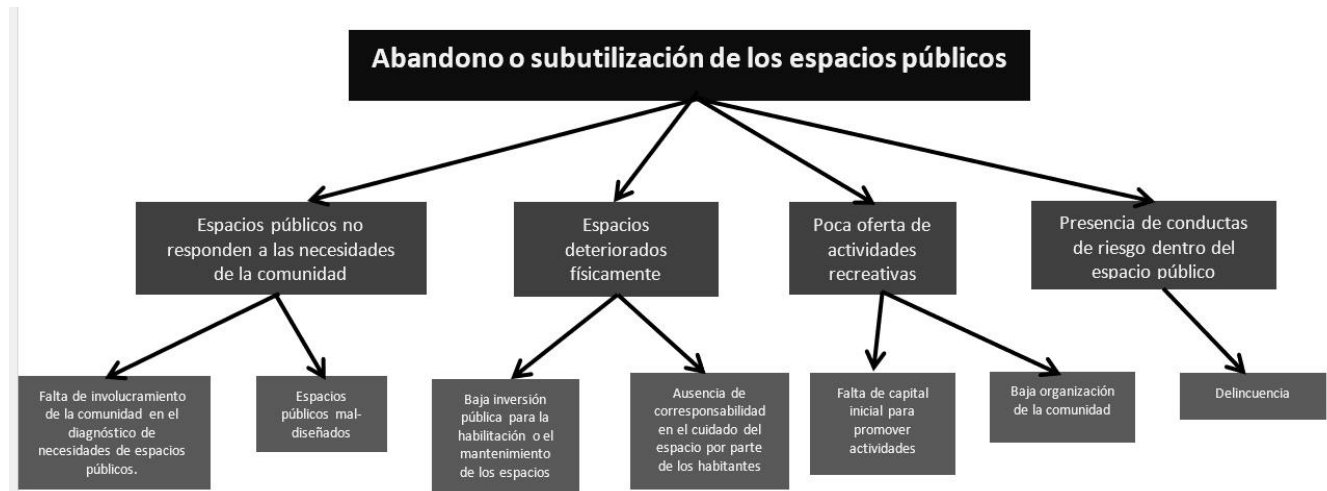 Abandono o subutilización de los espacios públicos
Espacios públicos no
responden a las necesidades
de la comunidad
Espacios
deteriorados
físicamente
Poca oferta de
actividades
recreativas
Presencia de conductas
de riesgo dentro del
espacio público
Falta de involucramiento
de la comunidad en el
diagnóstico de
necesidades de espacios
públicos.
Espacios
públicos mal-
diseñados
Baja inversión
pública para la
habilitación o el
mantenimiento
de los espacios
Ausencia de
corresponsabilidad
en el cuidado del
espacio por parte
de los habitantes
Falta de capital
inicial para
promover
actividades
Baja organización
de la comunidad
Delincuencia